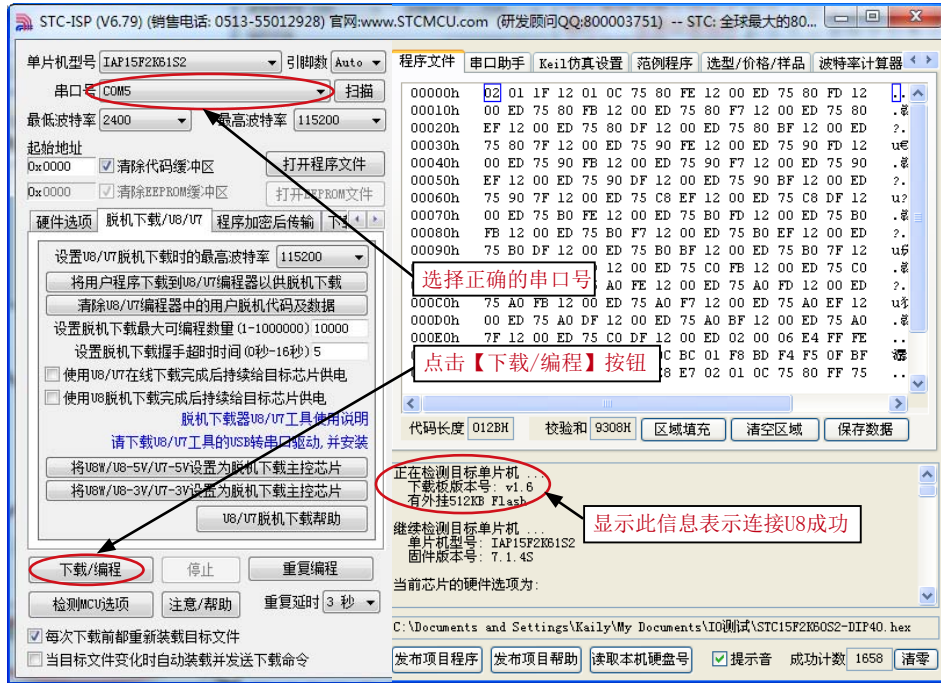 STC-ISP (V6.79) (销售电话: 0513-55012928) 官网:www.STCMCU.com (研发顾问QQ:800003751) -- STC: 全球最大的80...
单片机型号 IAP15F2K61S2 引脚数 Auto
串口号 COM5 扫描
最低波特率 2400 最高波特率 115200
起始地址
0x0000 清除代码缓冲区 打开程序文件
0x0000 清除EEPROM缓冲区 打开EEPROM文件
硬件选项 脱机下载/U8/U7 程序加密后传输
设置U8/U7脱机下载时的最高波特率 115200
将用户程序下载到U8/U7编程器以供脱机下载
清除U8/U7编程器中的用户脱机代码及数据
设置脱机下载最大可编程数量(1-1000000) 10000
设置脱机下载握手超时时间(0秒-16秒) 5
使用U8/U7在线下载完成后持续给目标芯片供电
使用U8脱机下载完成后持续给目标芯片供电
脱机下载器U8/U7工具使用说明
请下载U8/U7工具的USB转串口驱动,并安装
将U8W/U8-5V/U7-5V设置为脱机下载主控芯片
将U8W/U8-3V/U7-3V设置为脱机下载主控芯片
U8/U7脱机下载帮助
下载/编程 停止 重复编程
检测MCU选项 注意/帮助 重复延时 3 秒
每次下载前都重新装载目标文件
当目标文件变化时自动装载并发送下载命令
程序文件 串口助手 Keil仿真设置 范例程序 选型/价格/样品 波特率计算器
00000h 02 01 1F 12 01 0C 75 80 FE 12 00 ED 75 80 FD 12 ..
00010h 00 ED 75 80 FB 12 00 ED 75 80 F7 12 00 ED 75 80
00020h EF 12 00 ED 75 80 DF 12 00 ED 75 80 BF 12 00 ED ?.
00030h 75 80 7F 12 00 ED 75 90 FE 12 00 ED 75 90 FD 12 u€
00040h 00 ED 75 90 FB 12 00 ED 75 90 F7 12 00 ED 75 90
00050h EF 12 00 ED 75 90 DF 12 00 ED 75 90 BF 12 00 ED ?.
00060h 75 90 7F 12 00 ED 75 C8 EF 12 00 ED 75 C8 DF 12 u?
00070h 00 ED 75 B0 FE 12 00 ED 75 B0 FD 12 00 ED 75 B0
00080h FB 12 00 ED 75 B0 F7 12 00 ED 75 B0 EF 12 00 ED ?.
00090h 75 B0 DF 12 00 ED 75 B0 BF 12 00 ED 75 B0 7F 12
12 00 ED 75 C0 FB 12 00 ED 75 C0
A0 FE 12 00 ED 75 A0 FD 12 00 ED ?.
000C0h 75 A0 FB 12 00 ED 75 A0 F7 12 00 ED 75 A0 EF 12
000D0h 00 ED 75 A0 DF 12 00 ED 75 A0 BF 12 00 ED 75 A0
000E0h 7F 12 00 ED 75 C0 DF 12 00 ED 02 00 06 E4 FF FE ..
BC 01 F8 BD F4 F5 0F BF
E7 02 01 0C 75 80 FF 75 ..
选择正确的串口号
点击【下载/编程】按钮
代码长度 012BH 校验和 9308H 区域填充 清空区域 保存数据
正在检测目标单片机 ...
下载板版本号: v1.6
有外挂512KB Flash
显示此信息表示连接U8成功
继续检测目标单片机 ...
单片机型号: IAP15F2K61S2
固件版本号: 7.1.4S
当前芯片的硬件选项为:
C:\Documents and Settings\Kaily\My Documents\IO测试\STC15F2K60S2-DIP40.hex
发布项目程序 发布项目帮助 读取本机硬盘号 提示音 成功计数 1658 清零